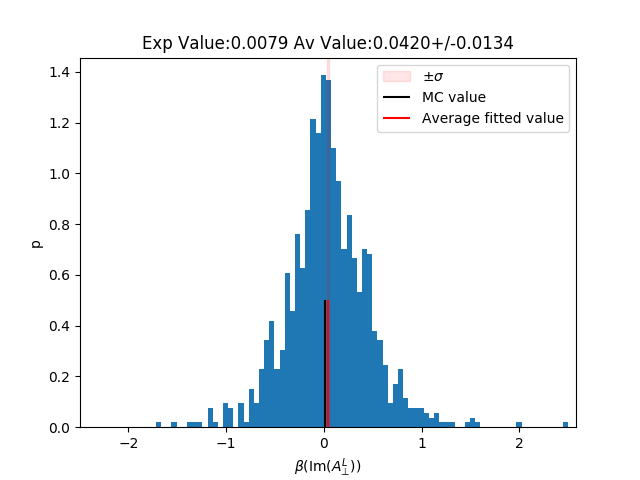 Exp Value:0.0079 Av Value:0.0420+/-0.0134
±σ
MC value
Average fitted value
p
1.4
1.2
1.0
0.8
0.6
0.4
0.2
0.0
−2 −1 0 1 2
β(Im(A⊥ᴸ))